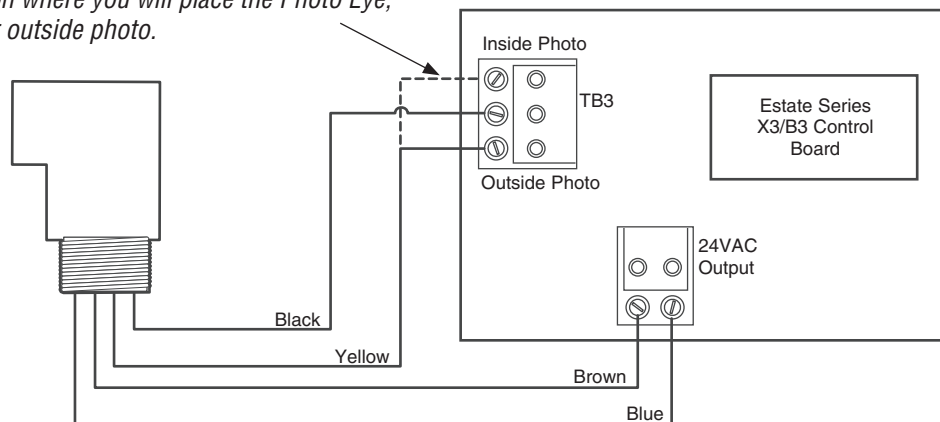 where you will place the Photo Eye,
outside photo.
Inside Photo
TB3
Estate Series
X3/B3 Control
Board
Outside Photo
24VAC
Output
Black
Yellow
Brown
Blue